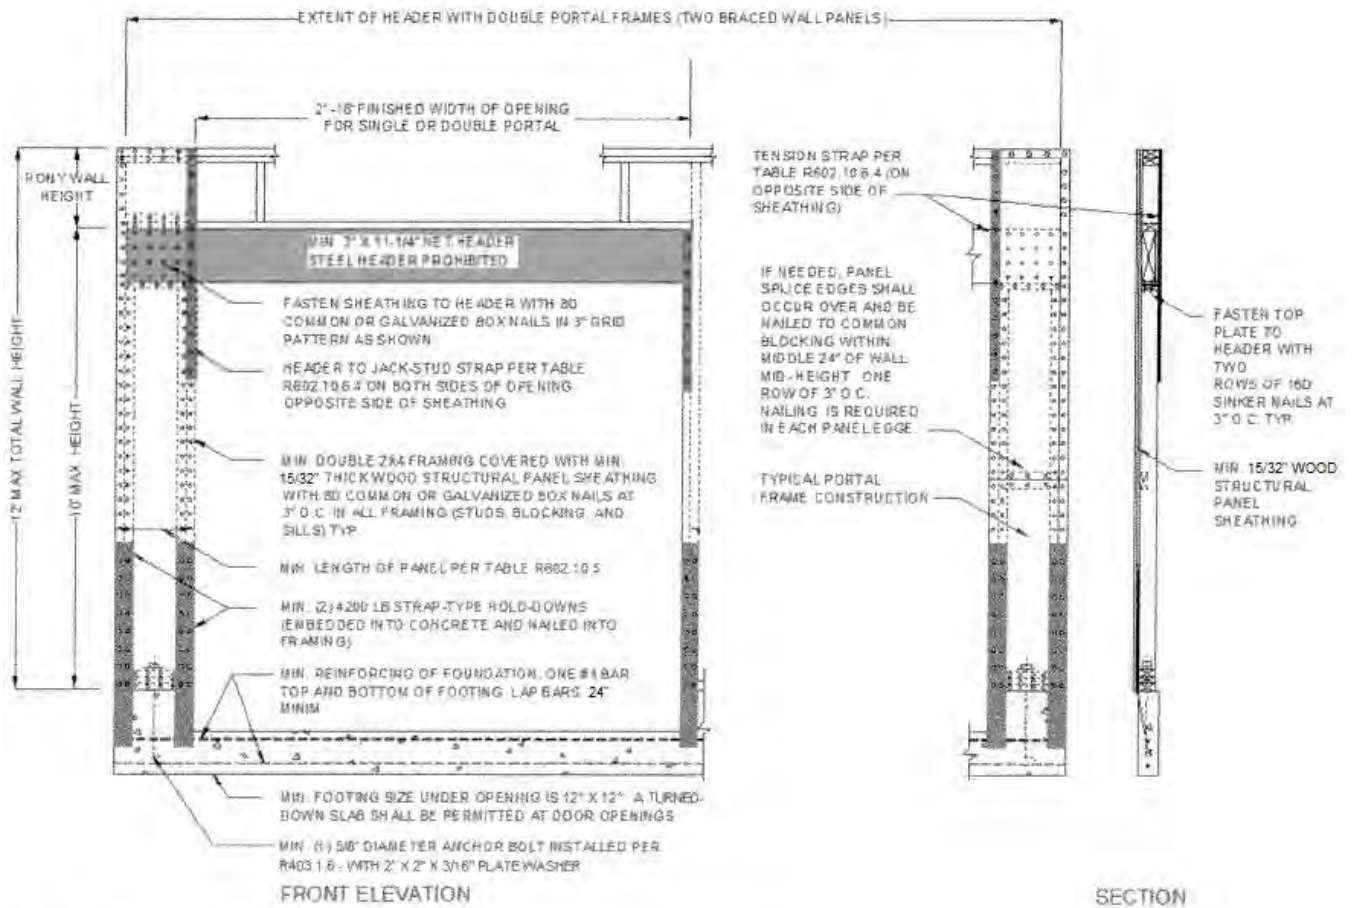 EXTENT OF HEADER WITH DOUBLE PORTAL FRAMES (TWO BRACED WALL PANELS)
2'-18' FINISHED WIDTH OF OPENING
FOR SINGLE OR DOUBLE PORTAL
PONY WALL
HEIGHT
12' MAX TOTAL WALL HEIGHT
10' MAX HEIGHT
MIN. 3" X 11-1/4" NET HEADER
STEEL HEADER PROHIBITED
FASTEN SHEATHING TO HEADER WITH 8D
COMMON OR GALVANIZED BOX NAILS IN 3" GRID
PATTERN AS SHOWN
HEADER TO JACK-STUD STRAP PER TABLE
R602.10.6.4 ON BOTH SIDES OF OPENING
OPPOSITE SIDE OF SHEATHING
MIN. DOUBLE 2X4 FRAMING COVERED WITH MIN.
15/32" THICK WOOD STRUCTURAL PANEL SHEATHING
WITH 8D COMMON OR GALVANIZED BOX NAILS AT
3" O.C. IN ALL FRAMING (STUDS, BLOCKING, AND
SILLS) TYP.
MIN. LENGTH OF PANEL PER TABLE R602.10.5
MIN. (2) 4200 LB STRAP-TYPE HOLD-DOWNS
(EMBEDDED INTO CONCRETE AND NAILED INTO
FRAMING)
MIN. REINFORCING OF FOUNDATION, ONE #4 BAR
TOP AND BOTTOM OF FOOTING. LAP BARS 24"
MINIM
MIN. FOOTING SIZE UNDER OPENING IS 12" X 12". A TURNED-
DOWN SLAB SHALL BE PERMITTED AT DOOR OPENINGS
MIN. (1) 5/8" DIAMETER ANCHOR BOLT INSTALLED PER
R403.1.6 - WITH 2" X 2" X 3/16" PLATE WASHER
FRONT ELEVATION
TENSION STRAP PER
TABLE R602.10.6.4 (ON
OPPOSITE SIDE OF
SHEATHING)
IF NEEDED, PANEL
SPLICE EDGES SHALL
OCCUR OVER AND BE
NAILED TO COMMON
BLOCKING WITHIN
MIDDLE 24" OF WALL
MID-HEIGHT. ONE
ROW OF 3" O.C.
NAILING IS REQUIRED
IN EACH PANEL EDGE.
TYPICAL PORTAL
FRAME CONSTRUCTION
FASTEN TOP
PLATE TO
HEADER WITH
TWO
ROWS OF 16D
SINKER NAILS AT
3" O.C. TYP
MIN. 15/32" WOOD
STRUCTURAL
PANEL
SHEATHING
SECTION